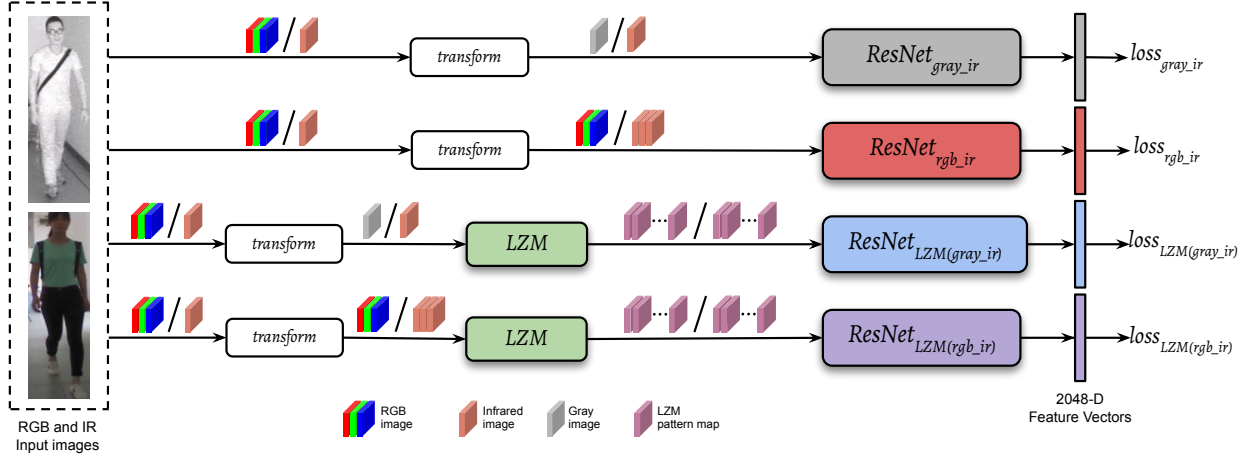 transform
ResNet_gray_ir
loss_gray_ir
transform
ResNet_rgb_ir
loss_rgb_ir
transform
LZM
ResNet_LZM(gray_ir)
loss_LZM(gray_ir)
transform
LZM
ResNet_LZM(rgb_ir)
loss_LZM(rgb_ir)
RGB and IR
Input images
RGB
image
Infrared
image
Gray
image
LZM
pattern map
2048-D
Feature Vectors